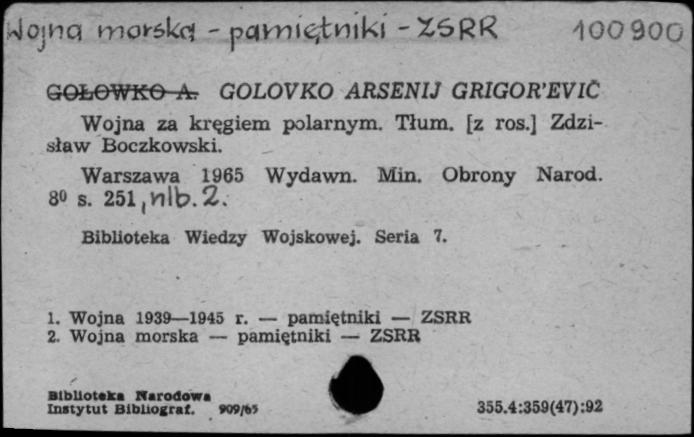 Wojna morska - pamiętniki - ZSRR 100900
GOŁOWKO A. GOLOVKO ARSENIJ GRIGOR'EVIČ
Wojna za kręgiem polarnym. Tłum. [z ros.] Zdzi-
sław Boczkowski.
Warszawa 1965 Wydawn. Min. Obrony Narod.
8⁰ s. 251, nlb. 2.
Biblioteka Wiedzy Wojskowej. Seria 7.
1. Wojna 1939—1945 r. — pamiętniki — ZSRR
2. Wojna morska — pamiętniki — ZSRR
Biblioteka Narodowa
Instytut Bibliograf. 909/65 355.4:359(47):92